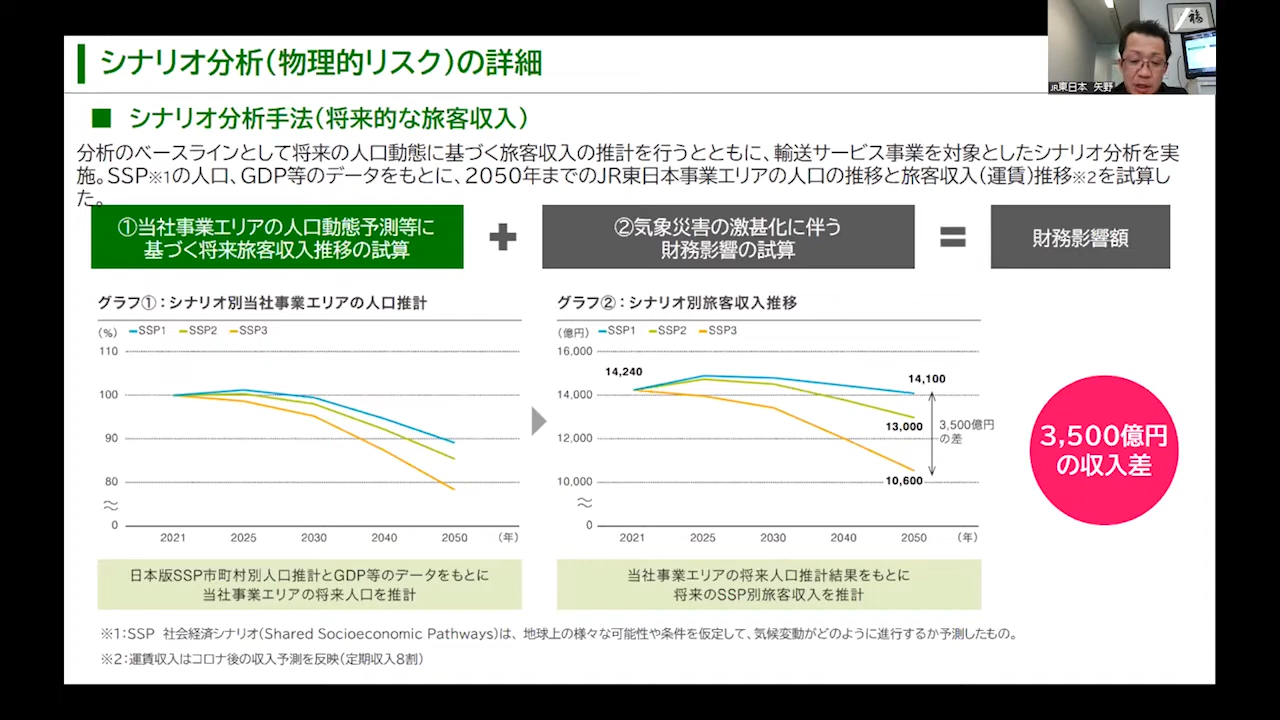 シナリオ分析(物理的リスク)の詳細
福
JR東日本 矢野
■ シナリオ分析手法(将来的な旅客収入)
分析のベースラインとして将来の人口動態に基づく旅客収入の推計を行うとともに、輸送サービス事業を対象としたシナリオ分析を実
施。SSP※1の人口、GDP等のデータをもとに、2050年までのJR東日本事業エリアの人口の推移と旅客収入(運賃)推移※2を試算し
た。
①当社事業エリアの人口動態予測等に
基づく将来旅客収入推移の試算
+
②気象災害の激甚化に伴う
財務影響の試算
=
財務影響額
グラフ①:シナリオ別当社事業エリアの人口推計
(%) SSP1 SSP2 SSP3
110
100
90
80
0
2021 2025 2030 2040 2050 (年)
日本版SSP市町村別人口推計とGDP等のデータをもとに
当社事業エリアの将来人口を推計
グラフ②:シナリオ別旅客収入推移
(億円) SSP1 SSP2 SSP3
16,000
14,240
14,100
14,000
13,000
3,500億円
の差
12,000
10,600
10,000
0
2021 2025 2030 2040 2050 (年)
当社事業エリアの将来人口推計結果をもとに
将来のSSP別旅客収入を推計
3,500億円
の収入差
※1:SSP 社会経済シナリオ(Shared Socioeconomic Pathways)は、地球上の様々な可能性や条件を仮定して、気候変動がどのように進行するか予測したもの。
※2:運賃収入はコロナ後の収入予測を反映(定期収入8割)